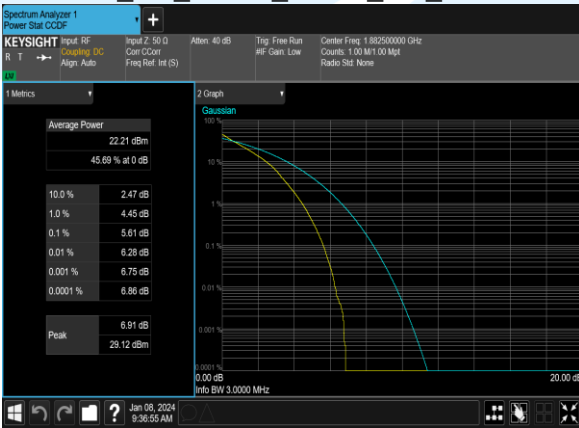 Spectrum Analyzer 1
Power Stat CCDF
+
KEYSIGHT
R T
LV
Input: RF
Coupling: DC
Align: Auto
Input Z: 50 Ω
Corr CCorr
Freq Ref: Int (S)
Atten: 40 dB
Trig: Free Run
#IF Gain: Low
Center Freq: 1.882500000 GHz
Counts: 1.00 M/1.00 Mpt
Radio Std: None
1 Metrics
Average Power
22.21 dBm
45.69 % at 0 dB
10.0 % 2.47 dB
1.0 % 4.45 dB
0.1 % 5.61 dB
0.01 % 6.28 dB
0.001 % 6.75 dB
0.0001 % 6.86 dB
Peak
6.91 dB
29.12 dBm
2 Graph
Gaussian
100 %
10 %
1 %
0.1 %
0.01 %
0.001 %
0.0001 %
0.00 dB
20.00 dB
Info BW 3.0000 MHz
?
Jan 08, 2024
9:36:55 AM